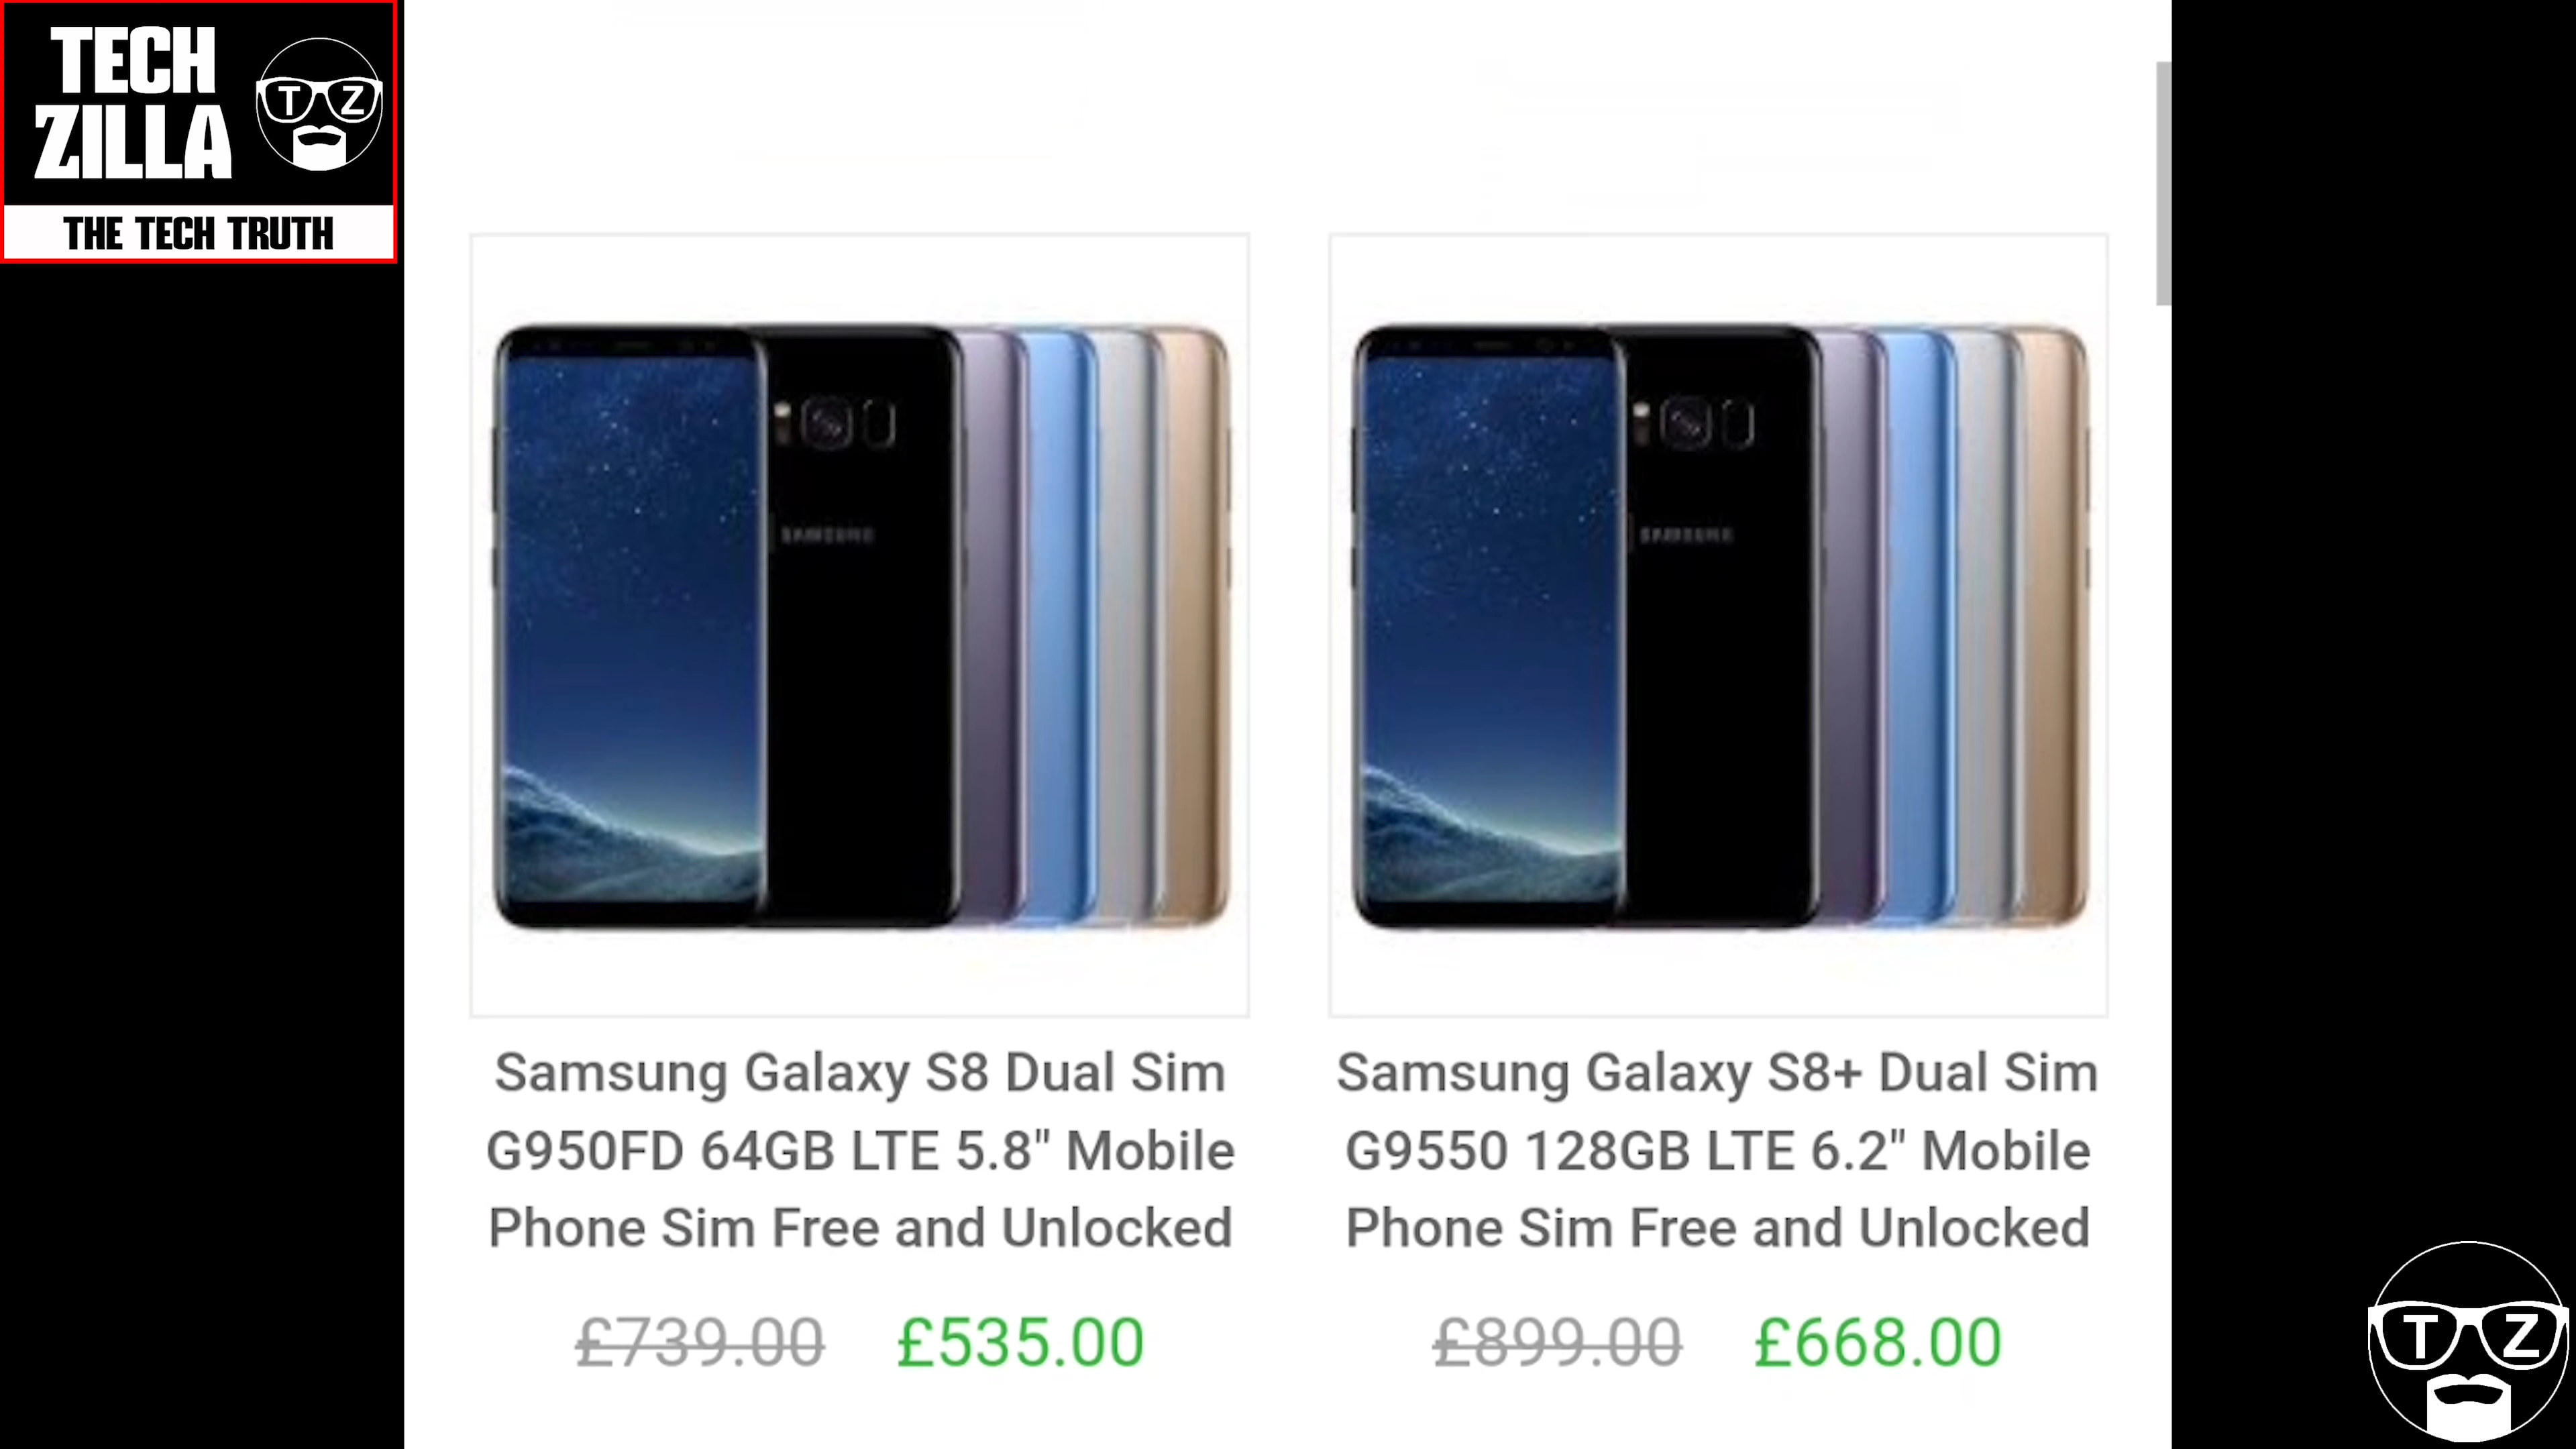 TECH
ZILLA
T Z
THE TECH TRUTH
SAMSUNG
SAMSUNG
Samsung Galaxy S8 Dual Sim
G950FD 64GB LTE 5.8" Mobile
Phone Sim Free and Unlocked
£739.00 £535.00
Samsung Galaxy S8+ Dual Sim
G9550 128GB LTE 6.2" Mobile
Phone Sim Free and Unlocked
£899.00 £668.00
T Z